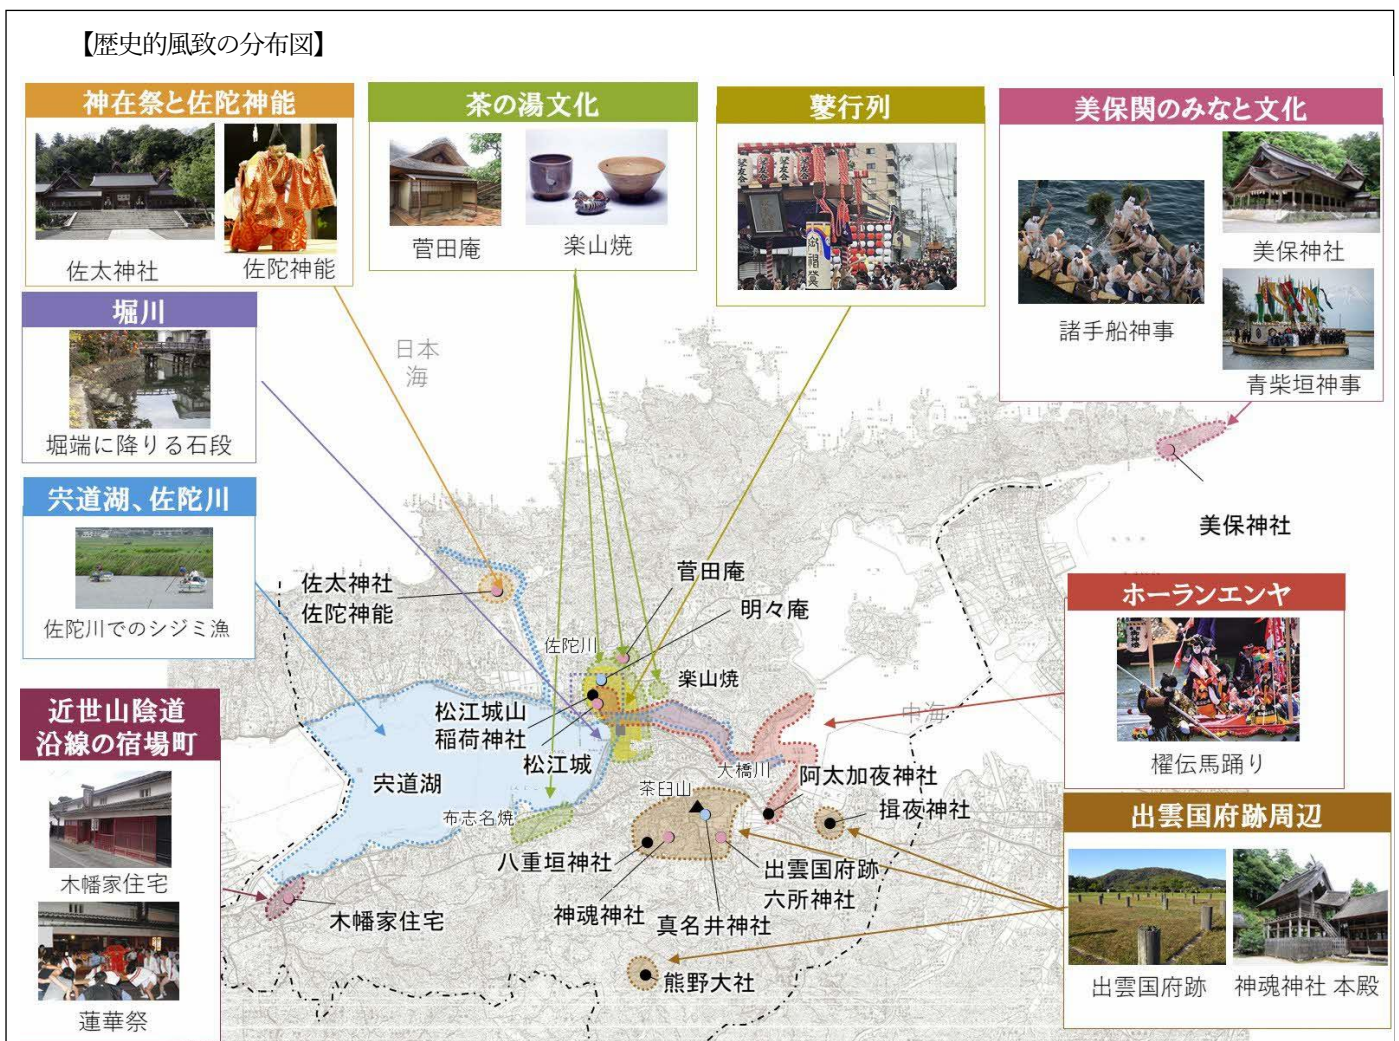 【歴史的風致の分布図】
神在祭と佐陀神能
佐太神社
佐陀神能
茶の湯文化
菅田庵
楽山焼
鼕行列
美保関のみなと文化
美保神社
諸手船神事
青柴垣神事
堀川
堀端に降りる石段
宍道湖、佐陀川
佐陀川でのシジミ漁
近世山陰道
沿線の宿場町
木幡家住宅
蓮華祭
ホーランエンヤ
櫂伝馬踊り
出雲国府跡周辺
出雲国府跡
神魂神社 本殿
日本
海
美保神社
菅田庵
明々庵
佐太神社
佐陀神能
佐陀川
楽山焼
松江城山
稲荷神社
松江城
中海
大橋川
宍道湖
茶臼山
阿太加夜神社
揖夜神社
布志名焼
八重垣神社
出雲国府跡
六所神社
神魂神社
真名井神社
木幡家住宅
熊野大社